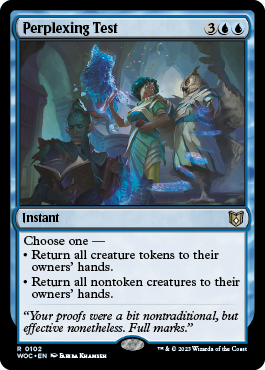 Perplexing Test 3
Instant
Choose one —
• Return all creature tokens to their
owners' hands.
• Return all nontoken creatures to their
owners' hands.
"Your proofs were a bit nontraditional, but
effective nonetheless. Full marks."
R 0102
WOC • EN Bariba Khamseh ™ & © 2023 Wizards of the Coast